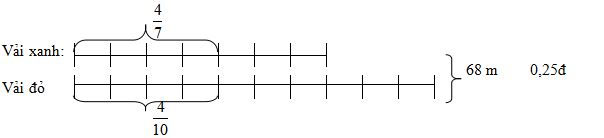 4/7
Vải xanh:
68 m 0,25đ
Vải đỏ
4/10